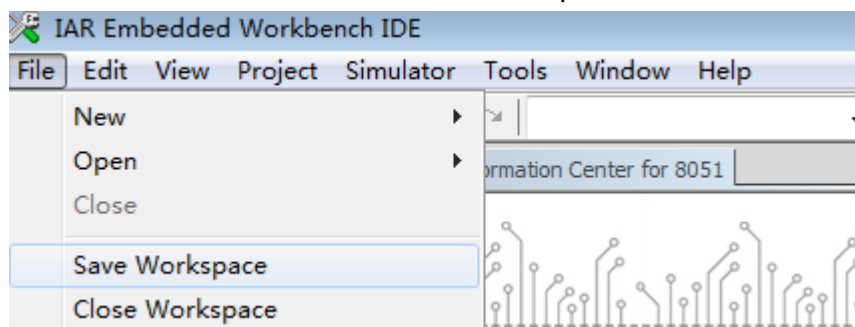 IAR Embedded Workbench IDE
File Edit View Project Simulator Tools Window Help
New
Open
Center for 8051
Close
Save Workspace
Close Workspace